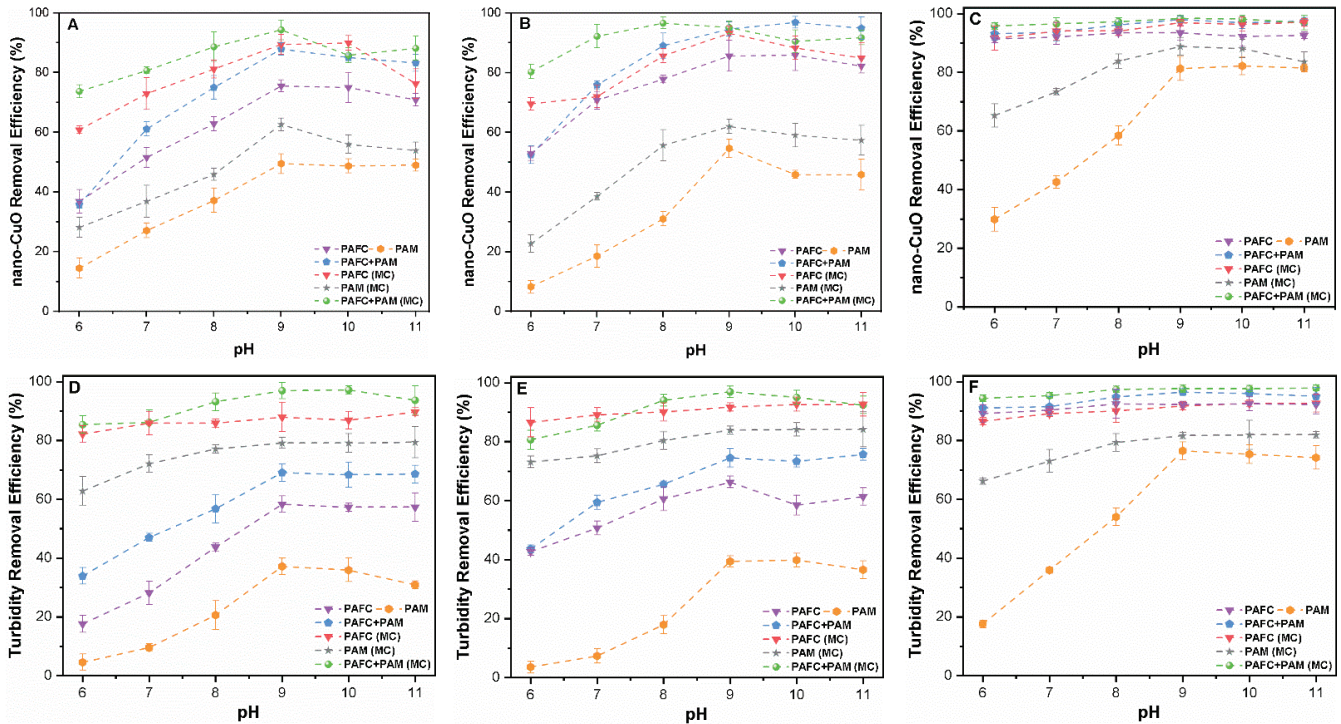 A
nano-CuO Removal Efficiency (%)
100
80
60
40
20
0
6 7 8 9 10 11
pH
PAFC PAM
PAFC+PAM
PAFC (MC)
PAM (MC)
PAFC+PAM (MC)
B
nano-CuO Removal Efficiency (%)
100
80
60
40
20
0
6 7 8 9 10 11
pH
PAFC PAM
PAFC+PAM
PAFC (MC)
PAM (MC)
PAFC+PAM (MC)
C
nano-CuO Removal Efficiency (%)
100
80
60
40
20
0
6 7 8 9 10 11
pH
PAFC PAM
PAFC+PAM
PAFC (MC)
PAM (MC)
PAFC+PAM (MC)
D
Turbidity Removal Efficiency (%)
100
80
60
40
20
0
6 7 8 9 10 11
pH
PAFC PAM
PAFC+PAM
PAFC (MC)
PAM (MC)
PAFC+PAM (MC)
E
Turbidity Removal Efficiency (%)
100
80
60
40
20
0
6 7 8 9 10 11
pH
PAFC PAM
PAFC+PAM
PAFC (MC)
PAM (MC)
PAFC+PAM (MC)
F
Turbidity Removal Efficiency (%)
100
80
60
40
20
0
6 7 8 9 10 11
pH
PAFC PAM
PAFC+PAM
PAFC (MC)
PAM (MC)
PAFC+PAM (MC)